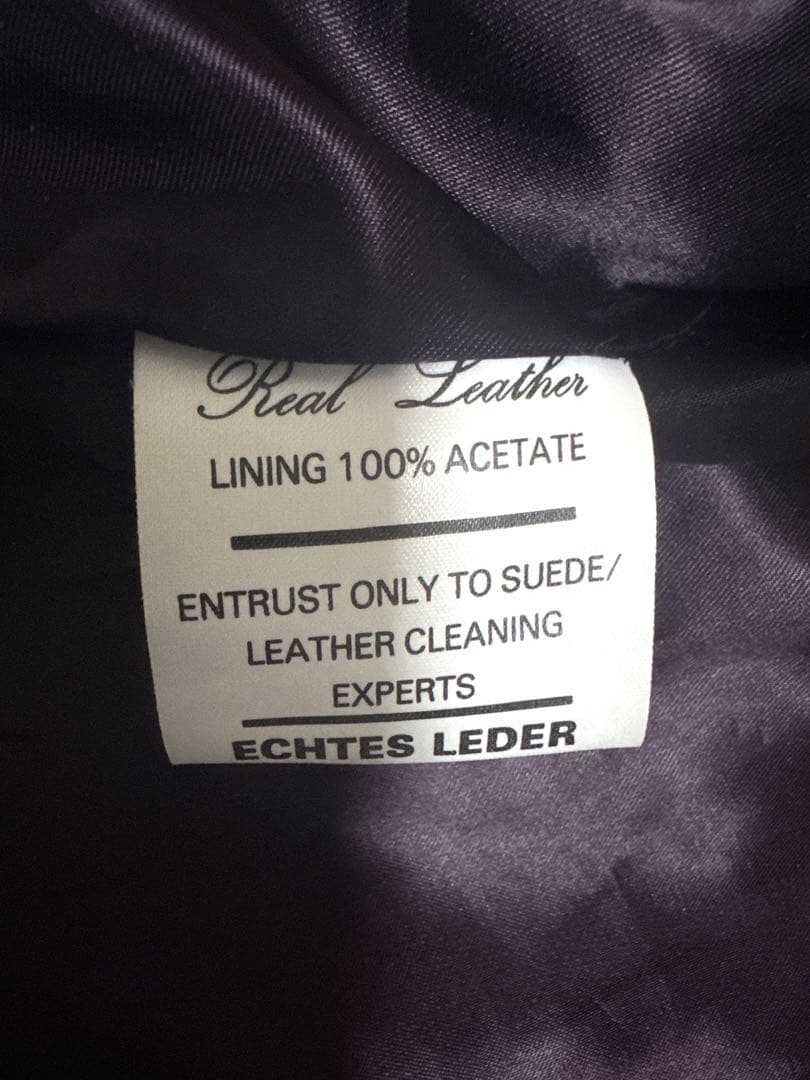 Real Leather
LINING 100% ACETATE
ENTRUST ONLY TO SUEDE/
LEATHER CLEANING
EXPERTS
ECHTES LEDER